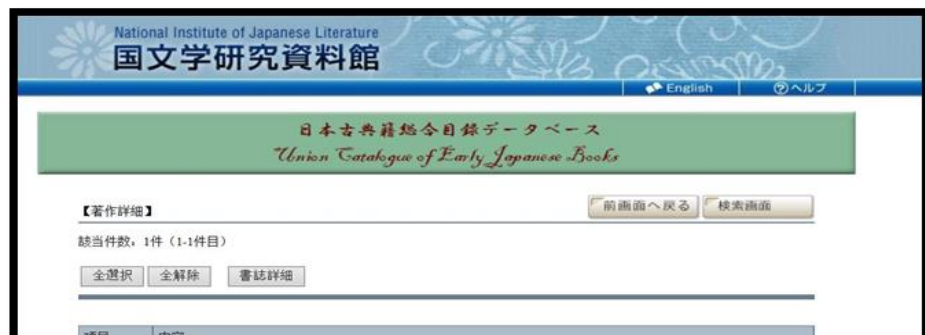 National Institute of Japanese Literature
国文学研究資料館
English ?ヘルプ
日本古典籍総合目録データベース
Union Catalogue of Early Japanese Books
【著作詳細】 前画面へ戻る 検索画面
該当件数，1件（1-1件目）
全選択 全解除 書誌詳細